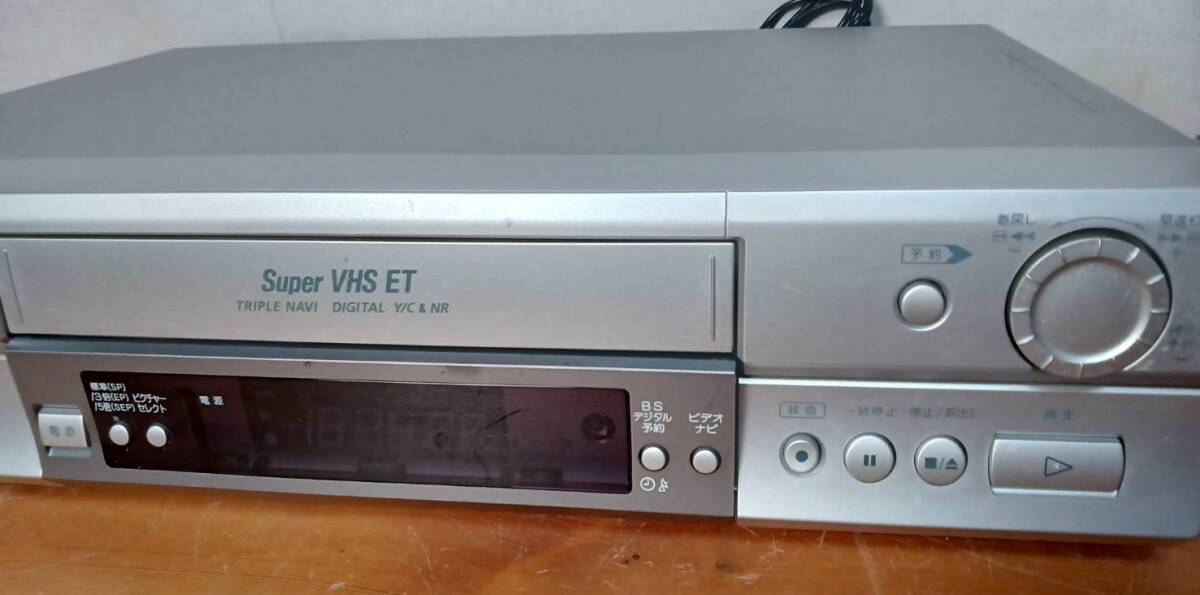 Super VHS ET
TRIPLE NAVI DIGITAL Y/C & NR
巻戻し
予約
標準(SP)
/3倍(EP) ピクチャー
/5倍(SEP) セレクト
電源
電源
BS
デジタル
予約
ビデオ
ナビ
録画
一時停止
停止/取出し
再生